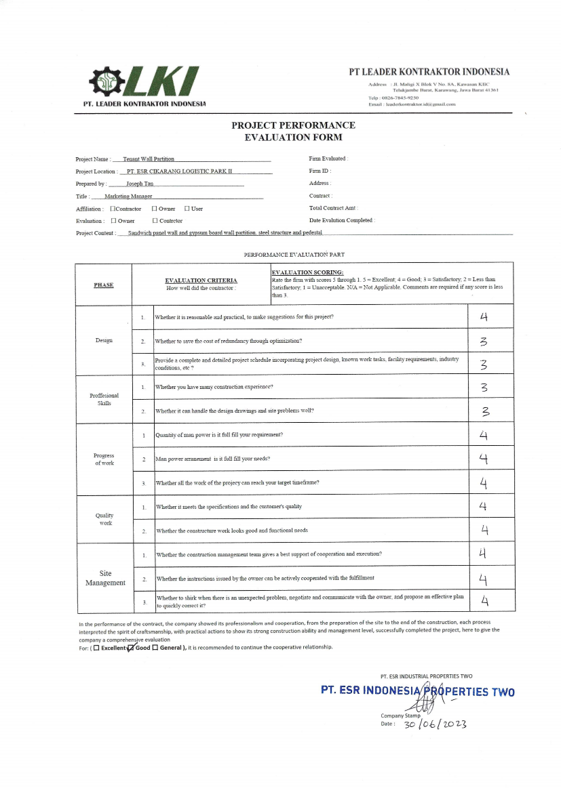 LKI
PT. LEADER KONTRAKTOR INDONESIA
PT LEADER KONTRAKTOR INDONESIA
Address : Jl. Maligi X Blok V No. 8A, Kawasan KIIC
Telukjambe Barat, Karawang, Jawa Barat 41361
Telp : 0826-7843-9239
Email : leaderkontraktor.id@gmail.com
PROJECT PERFORMANCE
EVALUATION FORM
Project Name : Tenant Wall Partition
Firm Evaluated :
Project Location : PT. ESR CIKARANG LOGISTIC PARK II
Firm ID :
Prepared by : Joseph Tan
Address :
Title : Marketing Manager
Contract :
Affiliation : ☐Contractor ☐ Owner ☐ User
Total Contract Amt :
Evaluation : ☐ Owner ☐ Contector
Date Evalution Completed :
Project Content : Sandwich panel wall and gypsum board wall partition, steel structure and pedestal
PERFORMANCE EVALUATION PART
PHASE
EVALUATION CRITERIA
How well did the contractor :
EVALUATION SCORING:
Rate the firm with scores 5 through 1: 5 = Excellent; 4 = Good; 3 = Satisfactory; 2 = Less than
Satisfactory; 1 = Unacceptable. N/A = Not Applicable. Comments are required if any score is less
than 3.
Design
1. Whether it is reasonable and practical, to make suggestions for this project? 4
2. Whether to save the cost of redundancy through optimization? 3
3. Provide a complete and detailed project schedule incorporating project design, known work tasks, facility requirements, industry
conditions, etc ? 3
Proffesional
Skills
1. Whether you have many construction experience? 3
2. Whether it can handle the design drawings and site problems well? 3
Progress
of work
1 Quantity of man power is it full fill your requirement? 4
2 Man power arrancment is it full fill your needs? 4
3. Whether all the work of the projecy can reach your target timeframe? 4
Quality
work
1. Whether it meets the specifications and the customer's quality 4
2. Whether the constructure work looks good and functional needs 4
Site
Management
1. Whether the construction management team gives a best support of cooperation and execution? 4
2. Whether the instructions issued by the owner can be actively cooperated with the fulfillment 4
3. Whether to shirk when there is an unexpected problem, negotiate and communicate with the owner, and propose an effective plan
to quickly correct it? 4
In the performance of the contract, the company showed its professionalism and cooperation, from the preparation of the site to the end of the construction, each process
interpreted the spirit of craftsmanship, with practical actions to show its strong construction ability and management level, successfully completed the project, here to give the
company a comprehensive evaluation
For: ( ☐ Excellent ☑ Good ☐ General ), it is recommended to continue the cooperative relationship.
PT. ESR INDUSTRIAL PROPERTIES TWO
PT. ESR INDONESIA PROPERTIES TWO
Company Stamp
Date : 30/06/2023